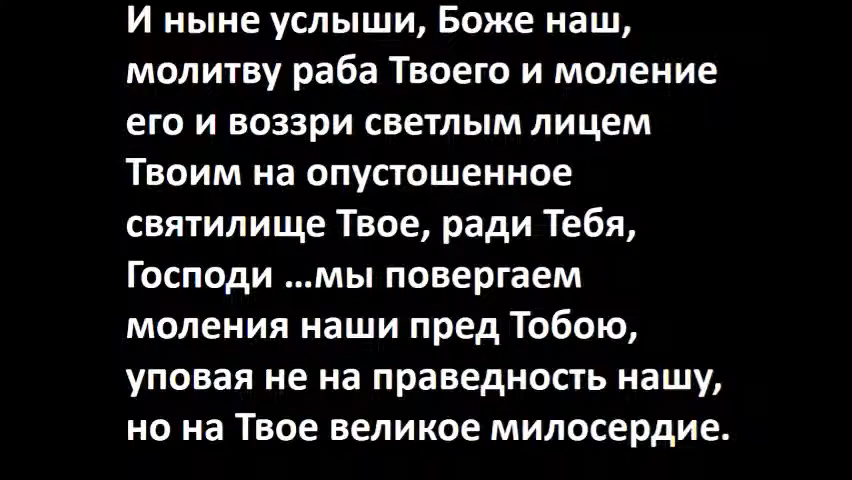 И ныне услыши, Боже наш,
молитву раба Твоего и моление
его и воззри светлым лицем
Твоим на опустошенное
святилище Твое, ради Тебя,
Господи ...мы повергаем
моления наши пред Тобою,
уповая не на праведность нашу,
но на Твое великое милосердие.